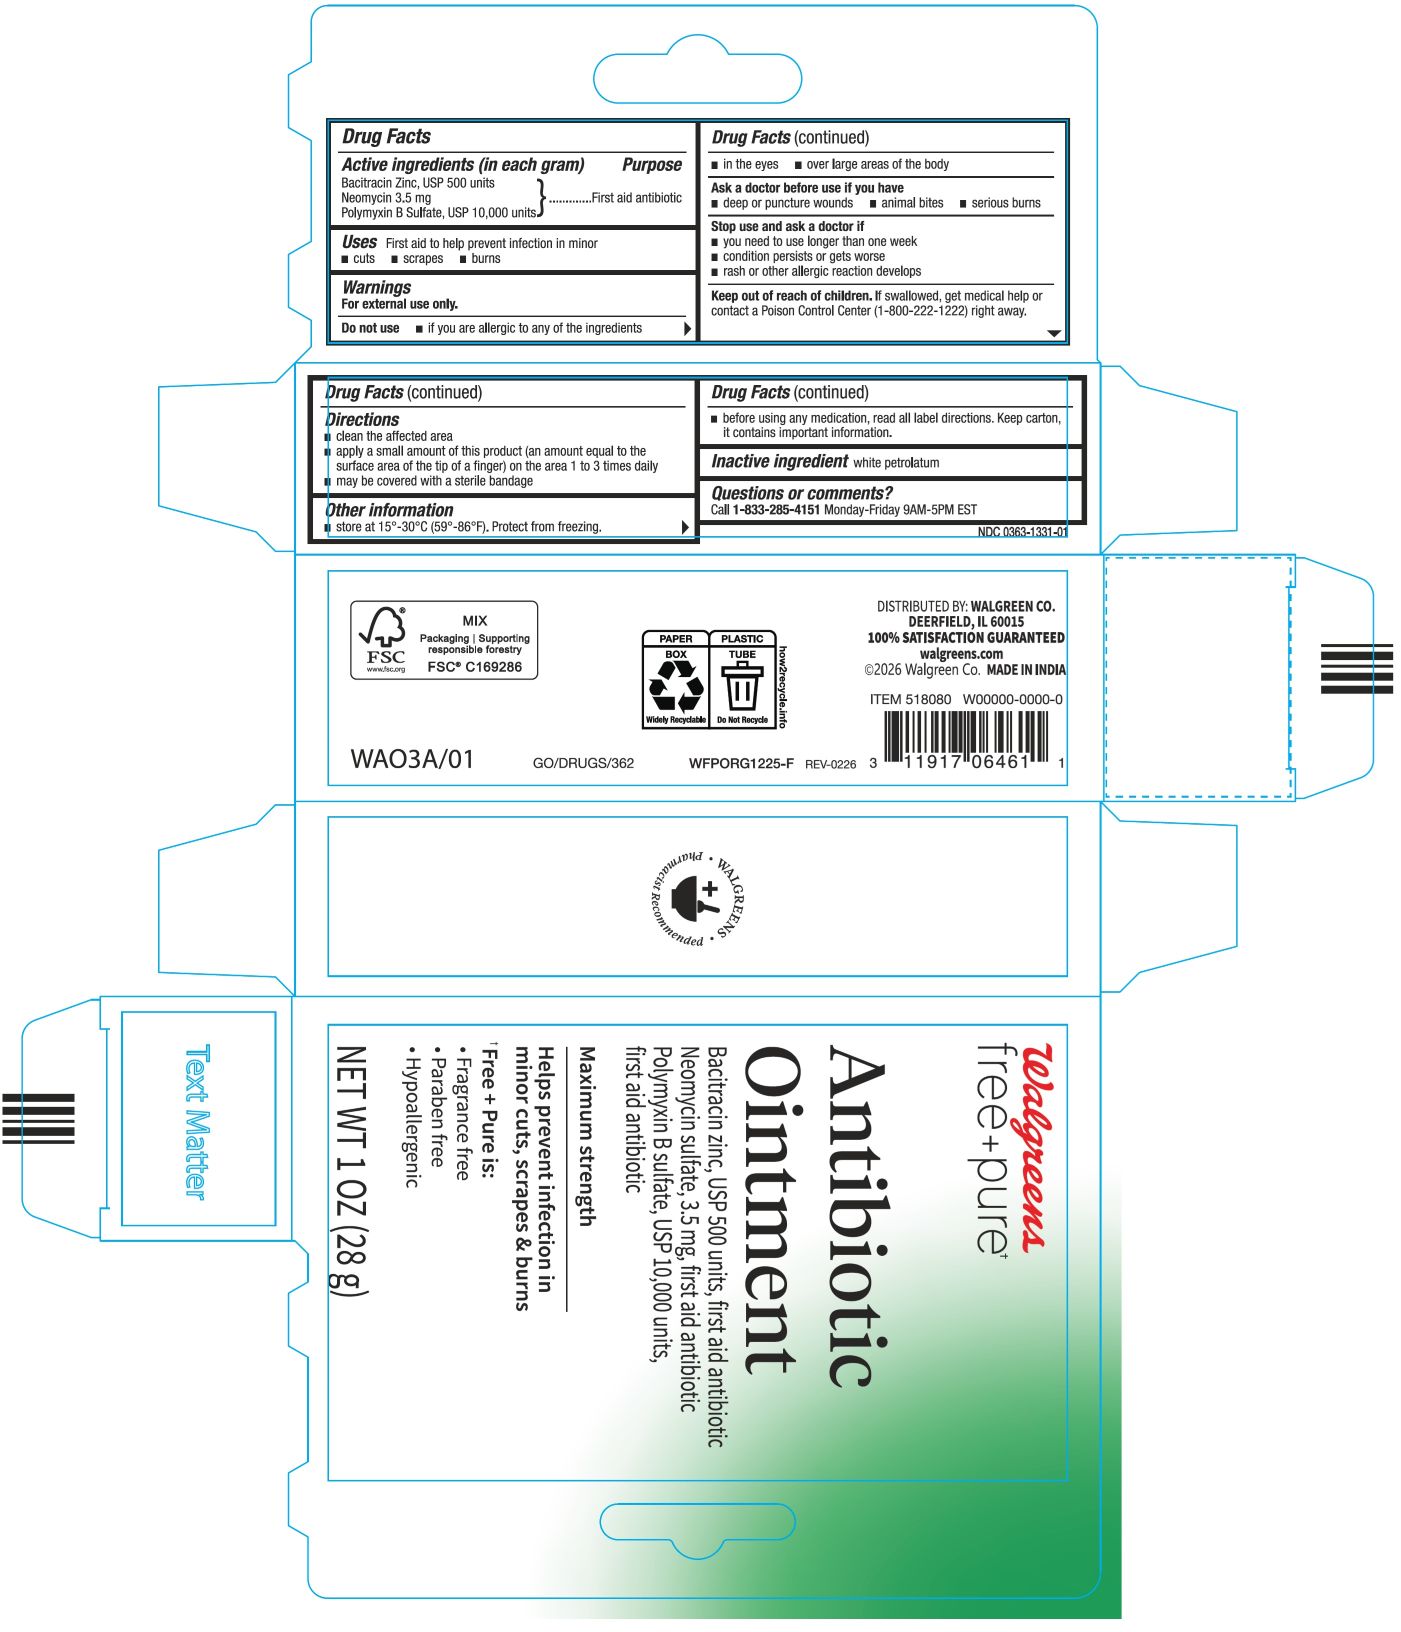 Drug Facts
Active ingredients (in each gram) Purpose
Bacitracin Zinc, USP 500 units
Neomycin 3.5 mg
Polymyxin B Sulfate, USP 10,000 units
.............First aid antibiotic
Uses First aid to help prevent infection in minor
■ cuts ■ scrapes ■ burns
Warnings
For external use only.
Do not use ■ if you are allergic to any of the ingredients
Drug Facts (continued)
■ in the eyes ■ over large areas of the body
Ask a doctor before use if you have
■ deep or puncture wounds ■ animal bites ■ serious burns
Stop use and ask a doctor if
■ you need to use longer than one week
■ condition persists or gets worse
■ rash or other allergic reaction develops
Keep out of reach of children. If swallowed, get medical help or
contact a Poison Control Center (1-800-222-1222) right away.
Drug Facts (continued)
Directions
■ clean the affected area
■ apply a small amount of this product (an amount equal to the
surface area of the tip of a finger) on the area 1 to 3 times daily
■ may be covered with a sterile bandage
Other information
■ store at 15°-30°C (59°-86°F). Protect from freezing.
Drug Facts (continued)
■ before using any medication, read all label directions. Keep carton,
it contains important information.
Inactive ingredient white petrolatum
Questions or comments?
Call 1-833-285-4151 Monday-Friday 9AM-5PM EST
NDC 0363-1331-01
FSC®
www.fsc.org
MIX
Packaging | Supporting
responsible forestry
FSC® C169286
PAPER
BOX
Widely Recyclable
PLASTIC
TUBE
Do Not Recycle
how2recycle.info
DISTRIBUTED BY: WALGREEN CO.
DEERFIELD, IL 60015
100% SATISFACTION GUARANTEED
walgreens.com
©2026 Walgreen Co. MADE IN INDIA
ITEM 518080 W00000-0000-0
3 11917 06461 1
WAO3A/01
GO/DRUGS/362
WFPORG1225-F REV-0226
WALGREENS •
Pharmacist Recommended •
Walgreens
free+pure†
Antibiotic
Ointment
Bacitracin zinc, USP 500 units, first aid antibiotic
Neomycin sulfate, 3.5 mg, first aid antibiotic
Polymyxin B sulfate, USP 10,000 units,
first aid antibiotic
Maximum strength
Helps prevent infection in
minor cuts, scrapes & burns
†Free + Pure is:
• Fragrance free
• Paraben free
• Hypoallergenic
NET WT 1 OZ (28 g)
Text Matter